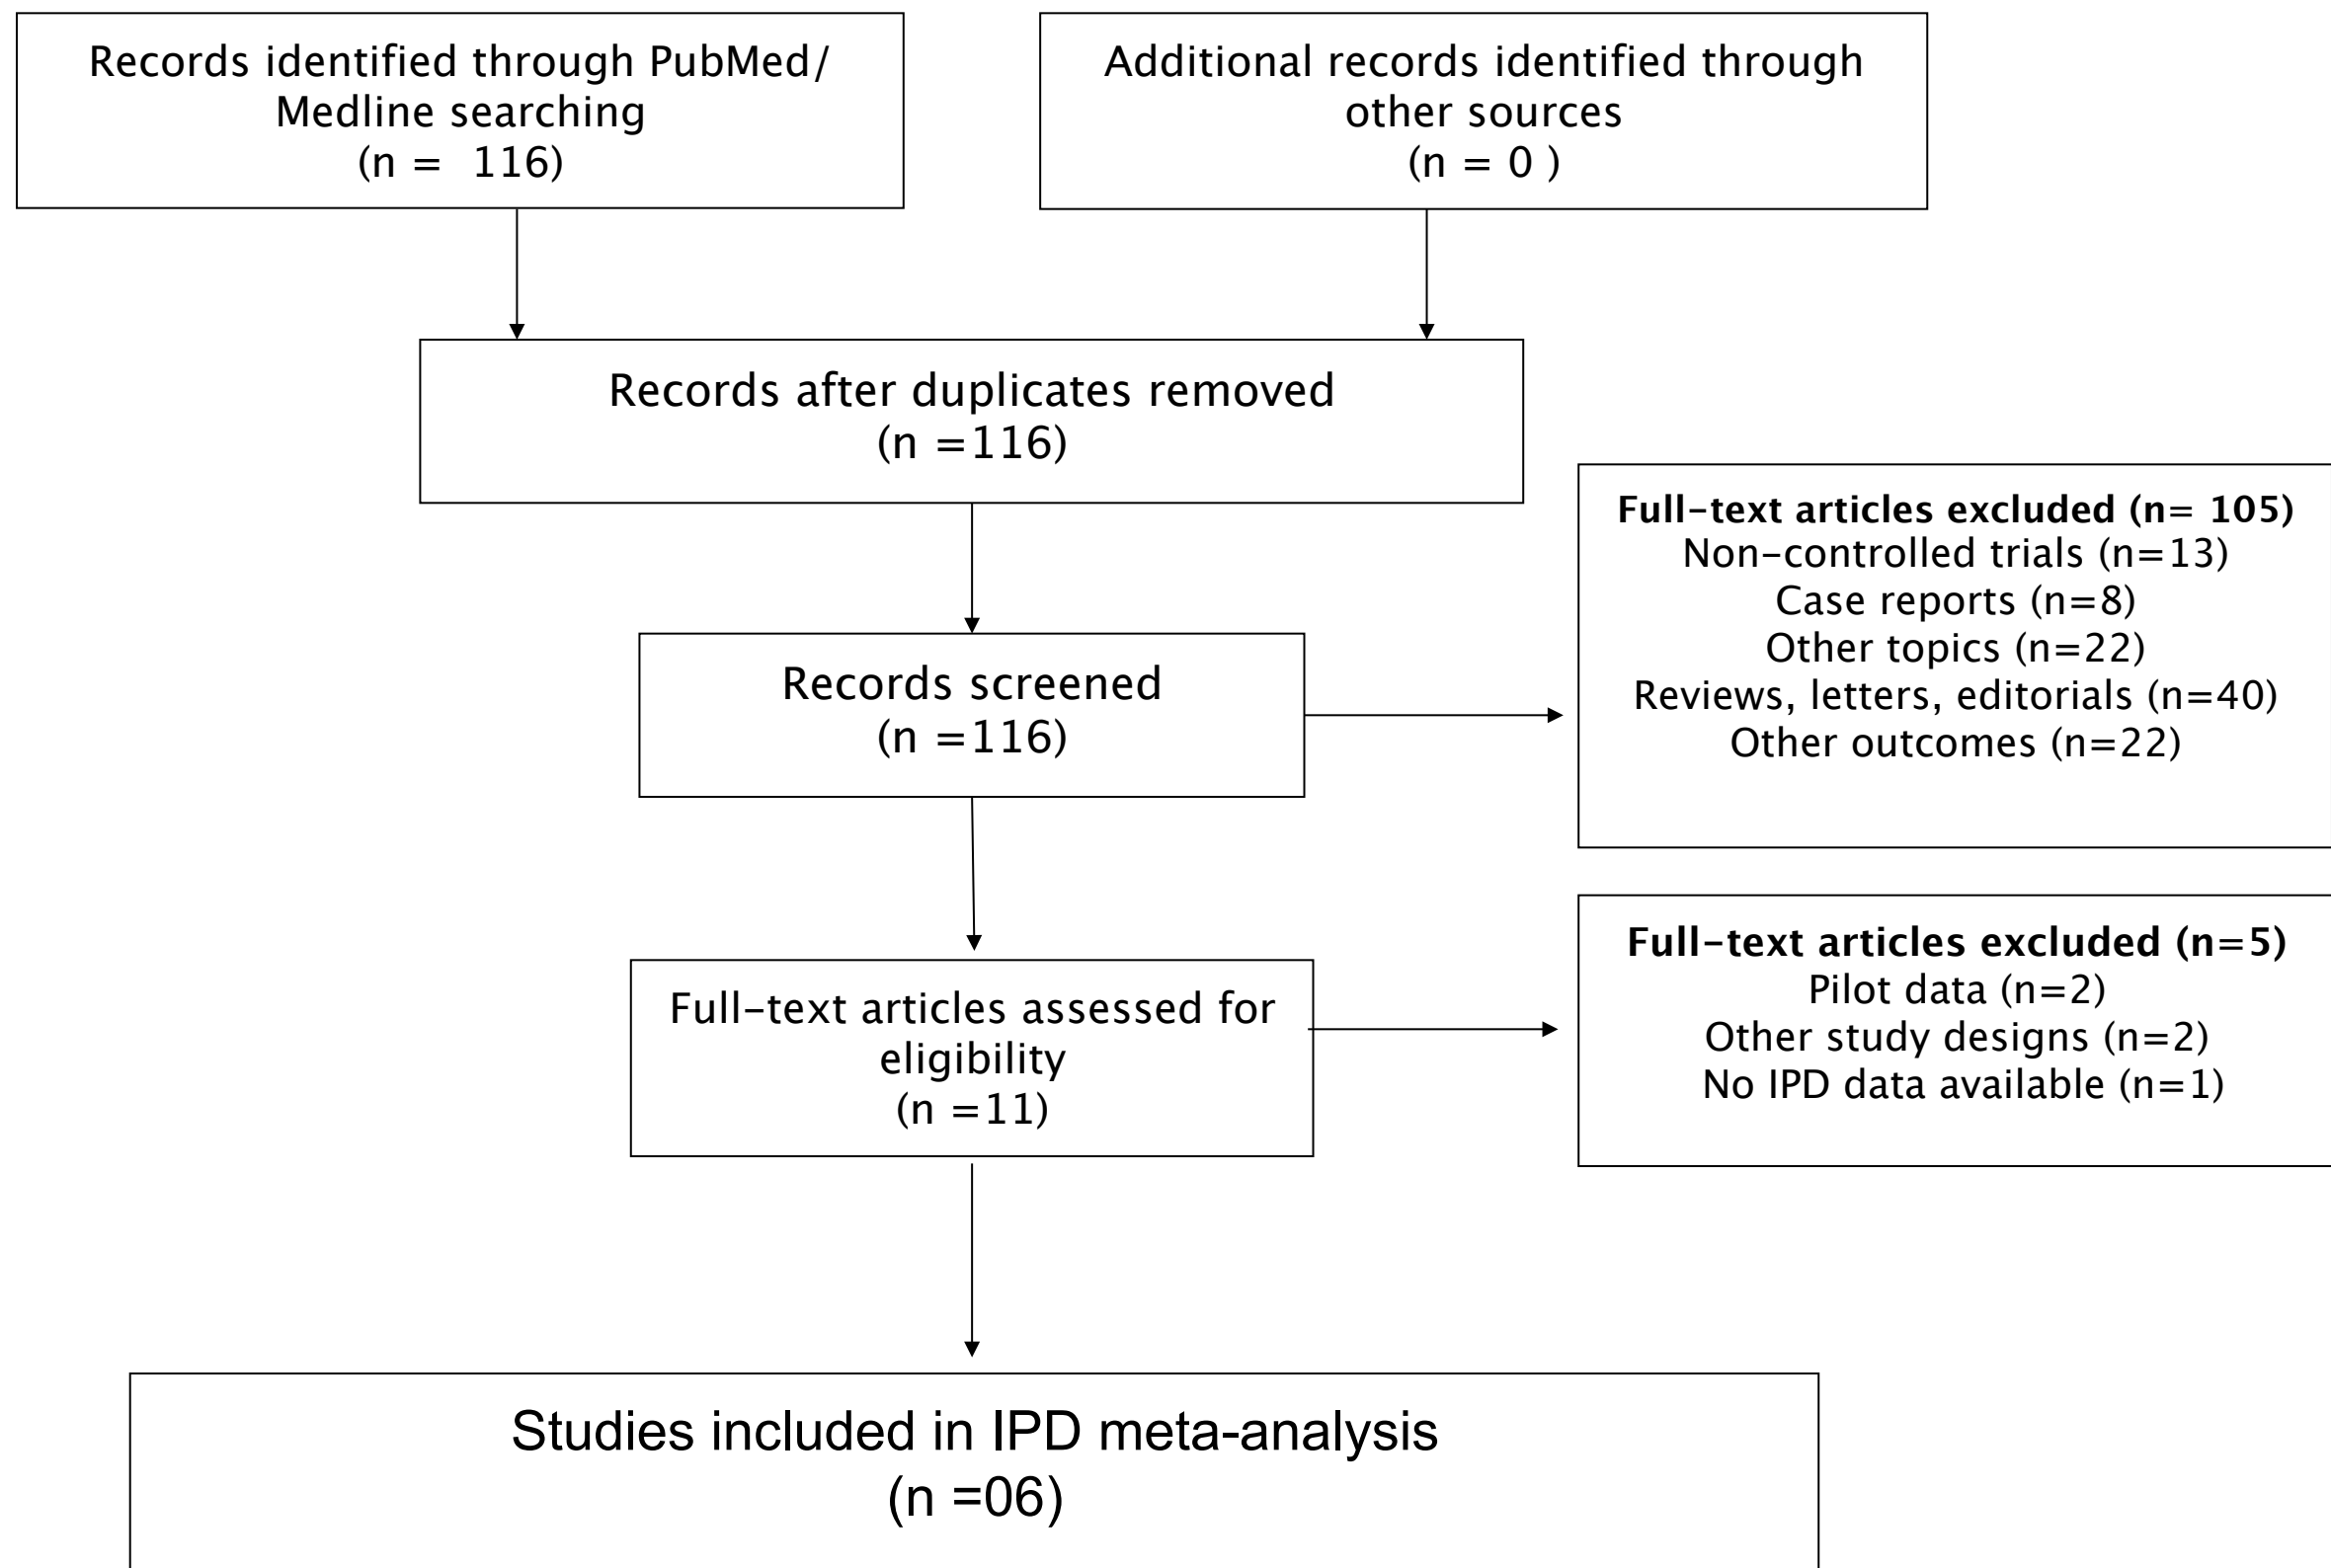 Records identified through PubMed/
Medline searching
(n =  116)
Additional records identified through
other sources
(n = 0 )
Records after duplicates removed
(n =116)
Full-text articles excluded (n= 105)
Non-controlled trials (n=13)
Case reports (n=8)
Other topics (n=22)
Reviews, letters, editorials (n=40)
Other outcomes (n=22)
Records screened
(n =116)
Full-text articles excluded (n=5)
Pilot data (n=2)
Other study designs (n=2)
No IPD data available (n=1)
Full-text articles assessed for
eligibility
(n =11)
Studies included in IPD meta-analysis
(n =06)